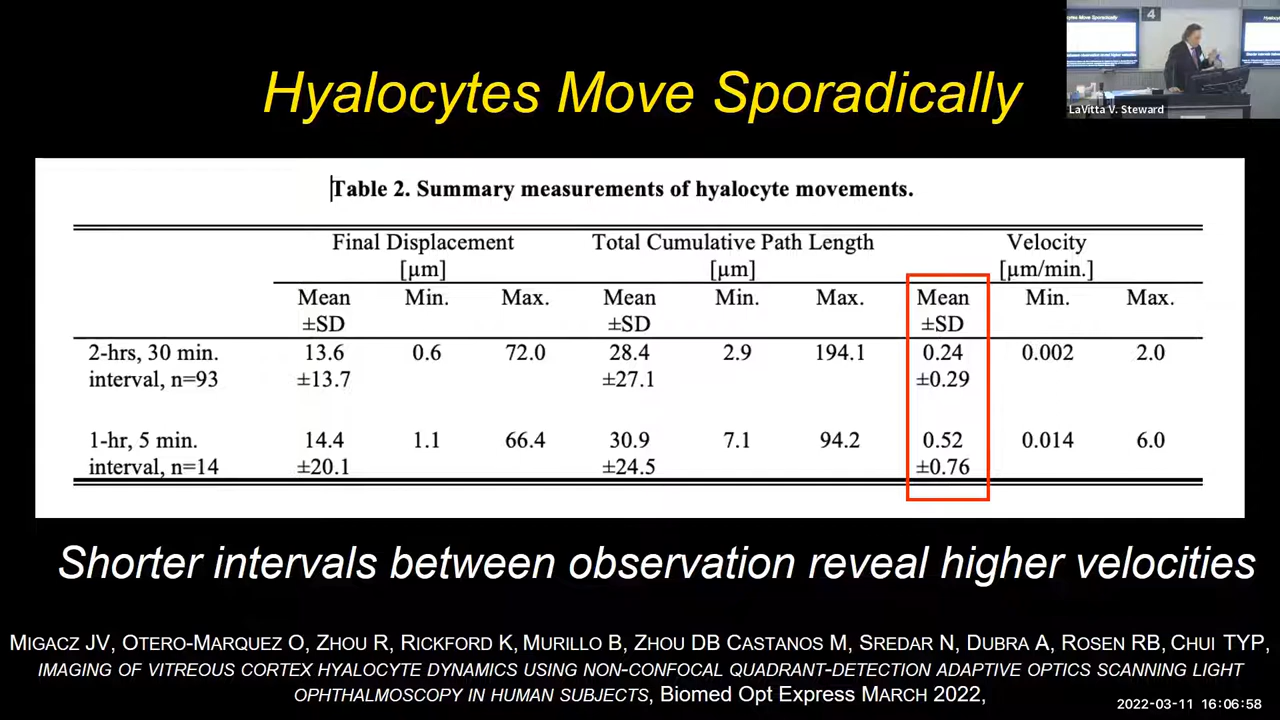 Hyalocytes Move Sporadically
4
LaVitta V. Steward
Table 2. Summary measurements of hyalocyte movements.
Final Displacement Total Cumulative Path Length Velocity
[µm] [µm] [µm/min.]
Mean Min. Max. Mean Min. Max. Mean Min. Max.
±SD ±SD ±SD
2-hrs, 30 min. 13.6 0.6 72.0 28.4 2.9 194.1 0.24 0.002 2.0
interval, n=93 ±13.7 ±27.1 ±0.29
1-hr, 5 min. 14.4 1.1 66.4 30.9 7.1 94.2 0.52 0.014 6.0
interval, n=14 ±20.1 ±24.5 ±0.76
Shorter intervals between observation reveal higher velocities
MIGACZ JV, OTERO-MARQUEZ O, ZHOU R, RICKFORD K, MURILLO B, ZHOU DB CASTANOS M, SREDAR N, DUBRA A, ROSEN RB, CHUI TYP,
IMAGING OF VITREOUS CORTEX HYALOCYTE DYNAMICS USING NON-CONFOCAL QUADRANT-DETECTION ADAPTIVE OPTICS SCANNING LIGHT
OPHTHALMOSCOPY IN HUMAN SUBJECTS, Biomed Opt Express MARCH 2022,
2022-03-11 16:06:58